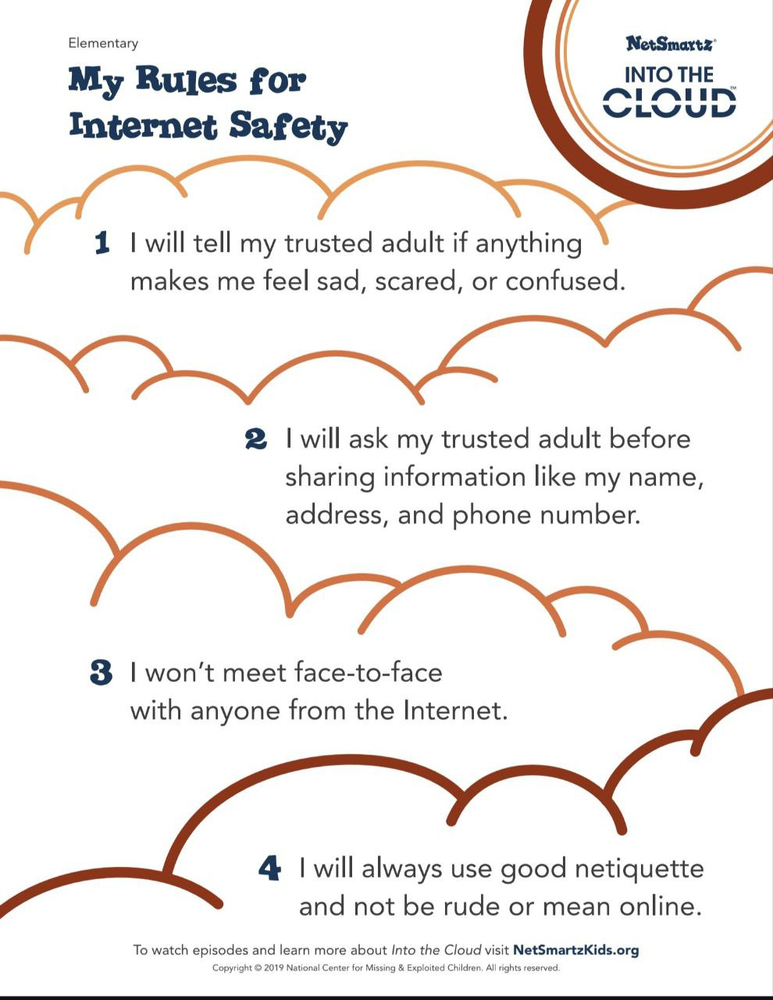 Elementary
My Rules for
Internet Safety
NetSmartz®
INTO THE
CLOUD™
1 I will tell my trusted adult if anything
makes me feel sad, scared, or confused.
2 I will ask my trusted adult before
sharing information like my name,
address, and phone number.
3 I won't meet face-to-face
with anyone from the Internet.
4 I will always use good netiquette
and not be rude or mean online.
To watch episodes and learn more about Into the Cloud visit NetSmartzKids.org
Copyright © 2019 National Center for Missing & Exploited Children. All rights reserved.